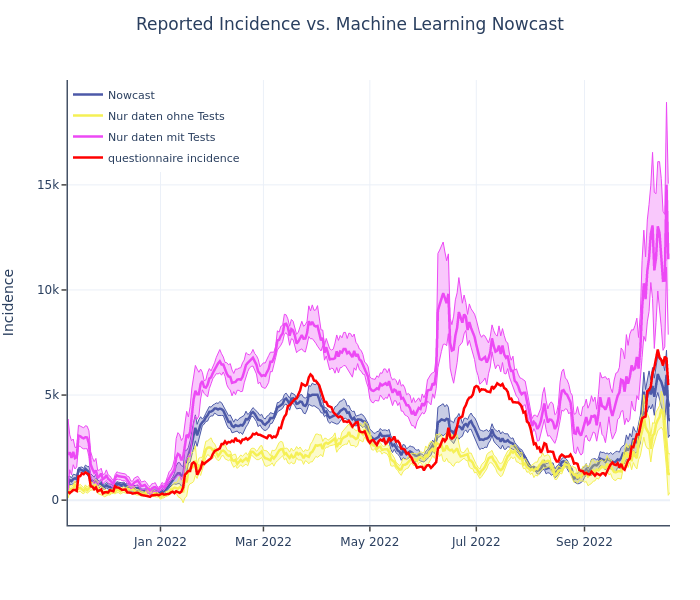 Reported Incidence vs. Machine Learning Nowcast
Nowcast
Nur daten ohne Tests
Nur daten mit Tests
questionnaire incidence
Incidence
15k
10k
5k
0
Jan 2022
Mar 2022
May 2022
Jul 2022
Sep 2022